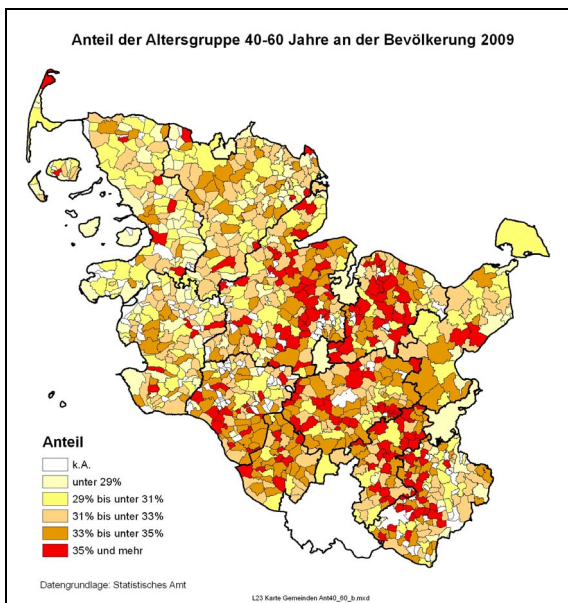 Anteil der Altersgruppe 40-60 Jahre an der Bevölkerung 2009
Anteil
k.A.
unter 29%
29% bis unter 31%
31% bis unter 33%
33% bis unter 35%
35% und mehr
Datengrundlage: Statistisches Amt
L23 Karte Gemeinden Ant40_60_b.mxd